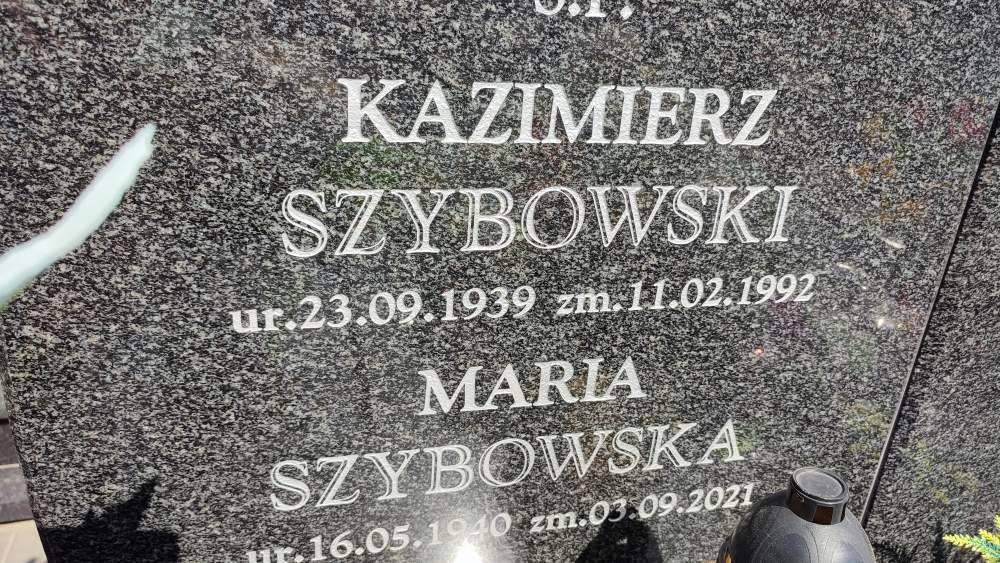 Ś.P.
KAZIMIERZ
SZYBOWSKI
ur.23.09.1939 zm.11.02.1992
MARIA
SZYBOWSKA
ur.16.05.1940 zm.03.09.2021